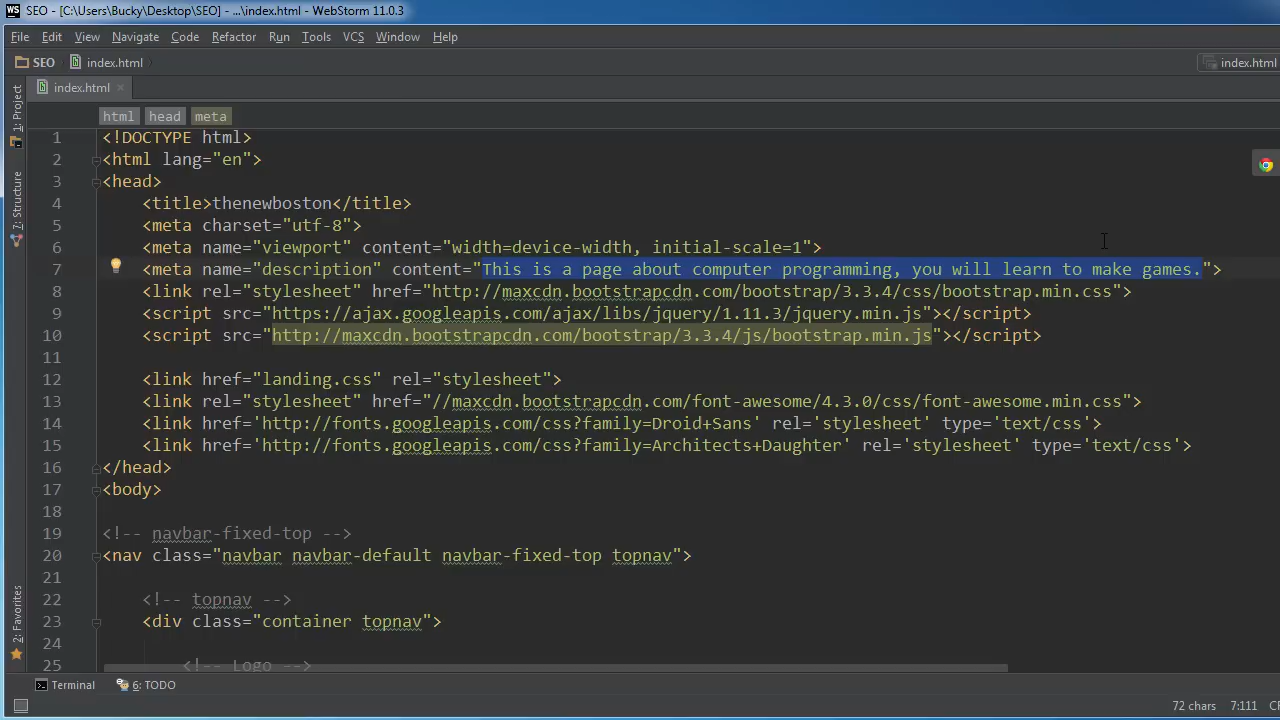 SEO - [C:\Users\Bucky\Desktop\SEO] - ...\index.html - WebStorm 11.0.3
File Edit View Navigate Code Refactor Run Tools VCS Window Help
SEO index.html index.html
index.html
1: Project
7: Structure
2: Favorites
html head meta
1 <!DOCTYPE html>
2 <html lang="en">
3 <head>
4 <title>thenewboston</title>
5 <meta charset="utf-8">
6 <meta name="viewport" content="width=device-width, initial-scale=1">
7 <meta name="description" content="This is a page about computer programming, you will learn to make games.">
8 <link rel="stylesheet" href="http://maxcdn.bootstrapcdn.com/bootstrap/3.3.4/css/bootstrap.min.css">
9 <script src="https://ajax.googleapis.com/ajax/libs/jquery/1.11.3/jquery.min.js"></script>
10 <script src="http://maxcdn.bootstrapcdn.com/bootstrap/3.3.4/js/bootstrap.min.js"></script>
11
12 <link href="landing.css" rel="stylesheet">
13 <link rel="stylesheet" href="//maxcdn.bootstrapcdn.com/font-awesome/4.3.0/css/font-awesome.min.css">
14 <link href='http://fonts.googleapis.com/css?family=Droid+Sans' rel='stylesheet' type='text/css'>
15 <link href='http://fonts.googleapis.com/css?family=Architects+Daughter' rel='stylesheet' type='text/css'>
16 </head>
17 <body>
18
19 <!-- navbar-fixed-top -->
20 <nav class="navbar navbar-default navbar-fixed-top topnav">
21
22 <!-- topnav -->
23 <div class="container topnav">
24
25 <!-- Logo -->
Terminal 6: TODO
72 chars 7:111